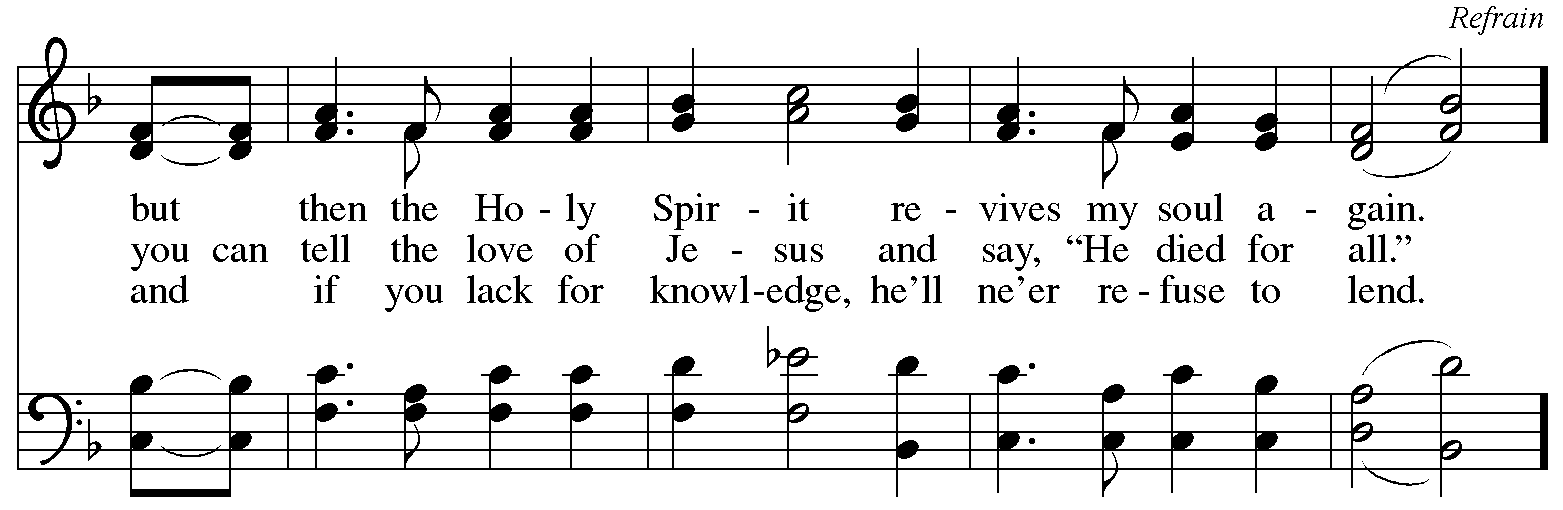 Refrain
but then the Ho - ly Spir - it re - vives my soul a - gain.
you can tell the love of Je - sus and say, “He died for all.”
and if you lack for knowl-edge, he’ll ne’er re - fuse to lend.